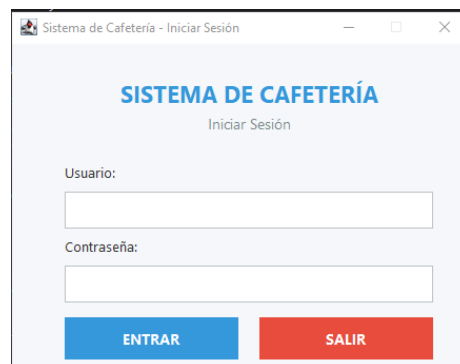 Sistema de Cafetería - Iniciar Sesión
SISTEMA DE CAFETERÍA
Iniciar Sesión
Usuario:
Contraseña:
ENTRAR SALIR